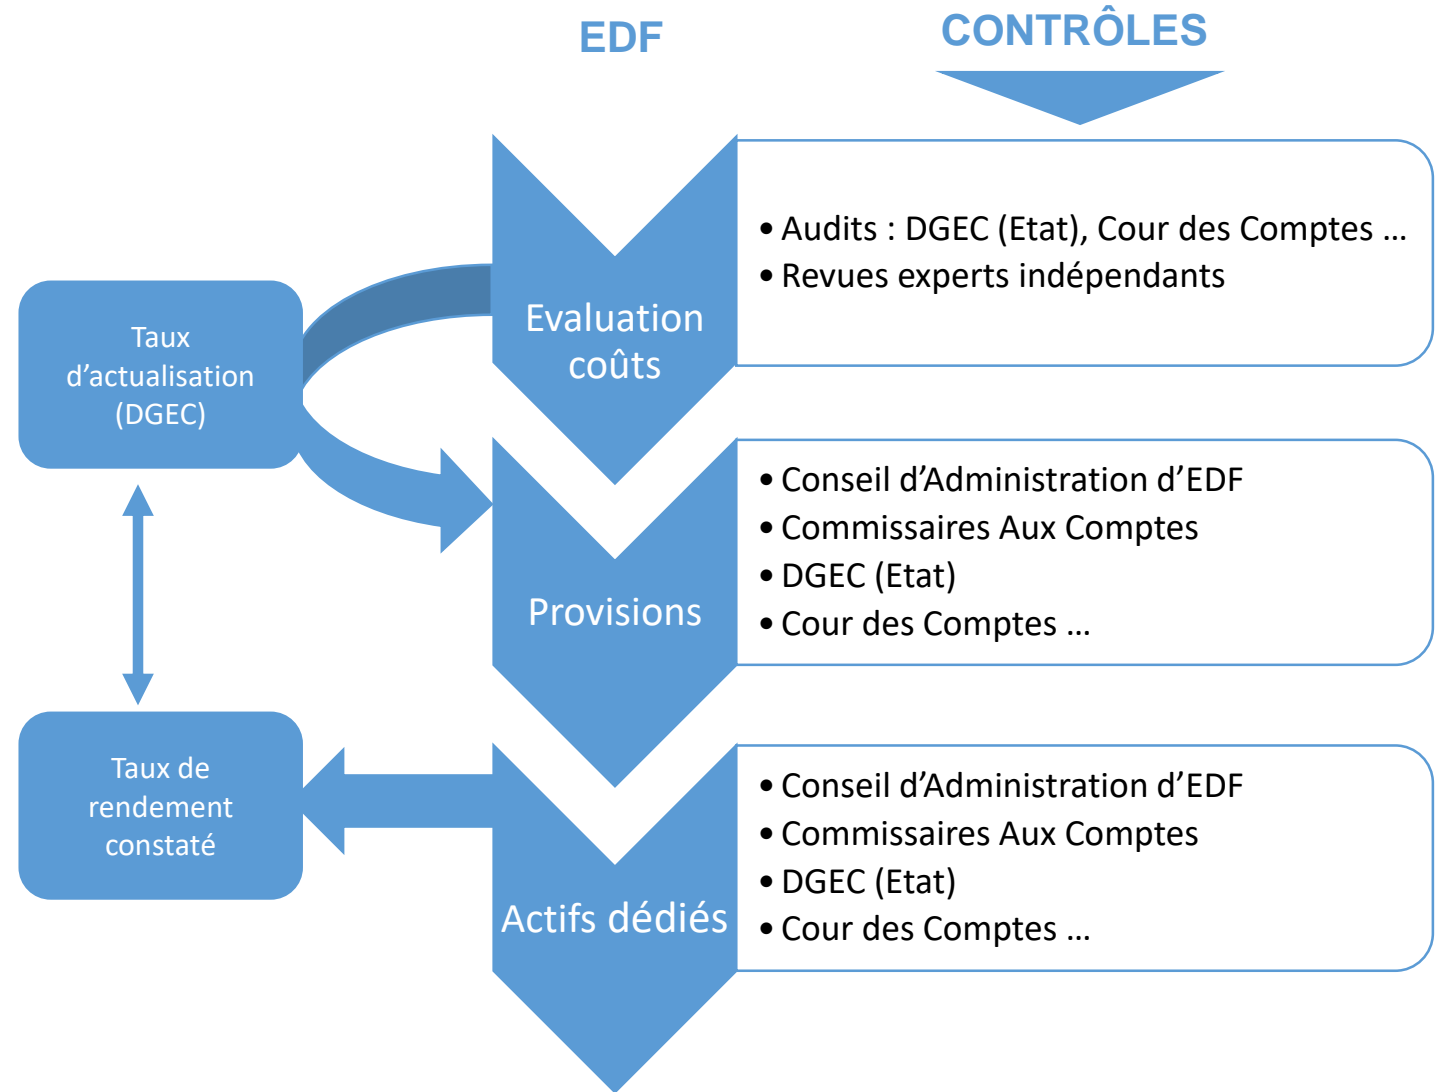 EDF
CONTRÔLES
Taux
d’actualisation
(DGEC)
Evaluation
coûts
• Audits : DGEC (Etat), Cour des Comptes …
• Revues experts indépendants
Provisions
• Conseil d’Administration d’EDF
• Commissaires Aux Comptes
• DGEC (Etat)
• Cour des Comptes …
Taux de
rendement
constaté
Actifs dédiés
• Conseil d’Administration d’EDF
• Commissaires Aux Comptes
• DGEC (Etat)
• Cour des Comptes …